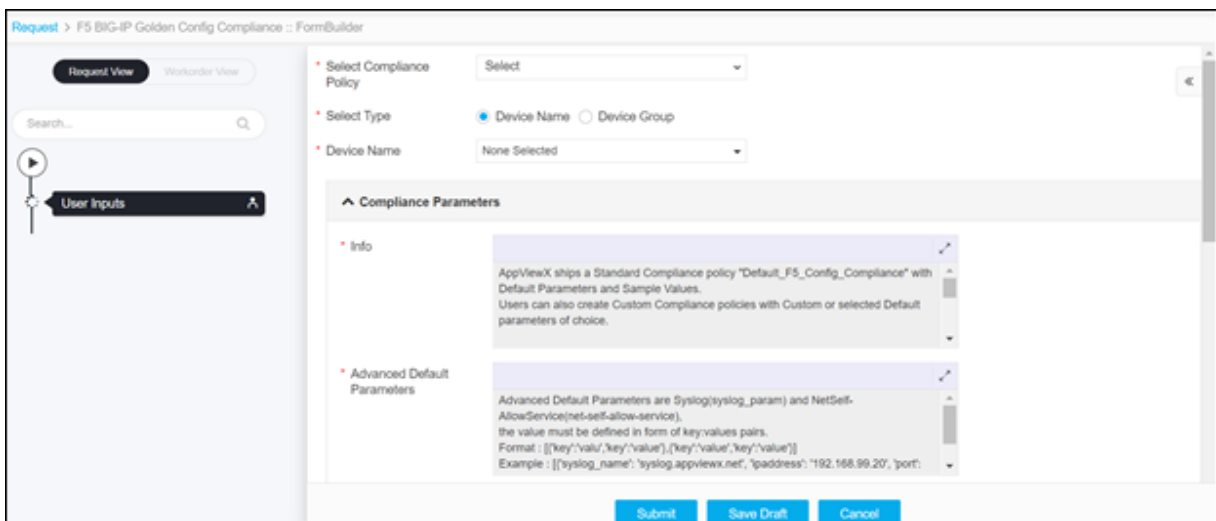 Request > F5 BIG-IP Golden Config Compliance :: FormBuilder
Request View Workorder View
Search...
User Inputs
* Select Compliance
Policy
Select
* Select Type
Device Name Device Group
* Device Name
None Selected
Compliance Parameters
* Info
AppViewX ships a Standard Compliance policy "Default_F5_Config_Compliance" with
Default Parameters and Sample Values.
Users can also create Custom Compliance policies with Custom or selected Default
parameters of choice.
* Advanced Default
Parameters
Advanced Default Parameters are Syslog(syslog_param) and NetSelf-
AllowService(net-self-allow-service),
the value must be defined in form of key:values pairs.
Format : [{'key':'valu','key':'value'},{'key':'value','key':'value'}]
Example : [{'syslog_name': 'syslog.appviewx.net', 'ipaddress': '192.168.99.20', 'port':
Submit Save Draft Cancel